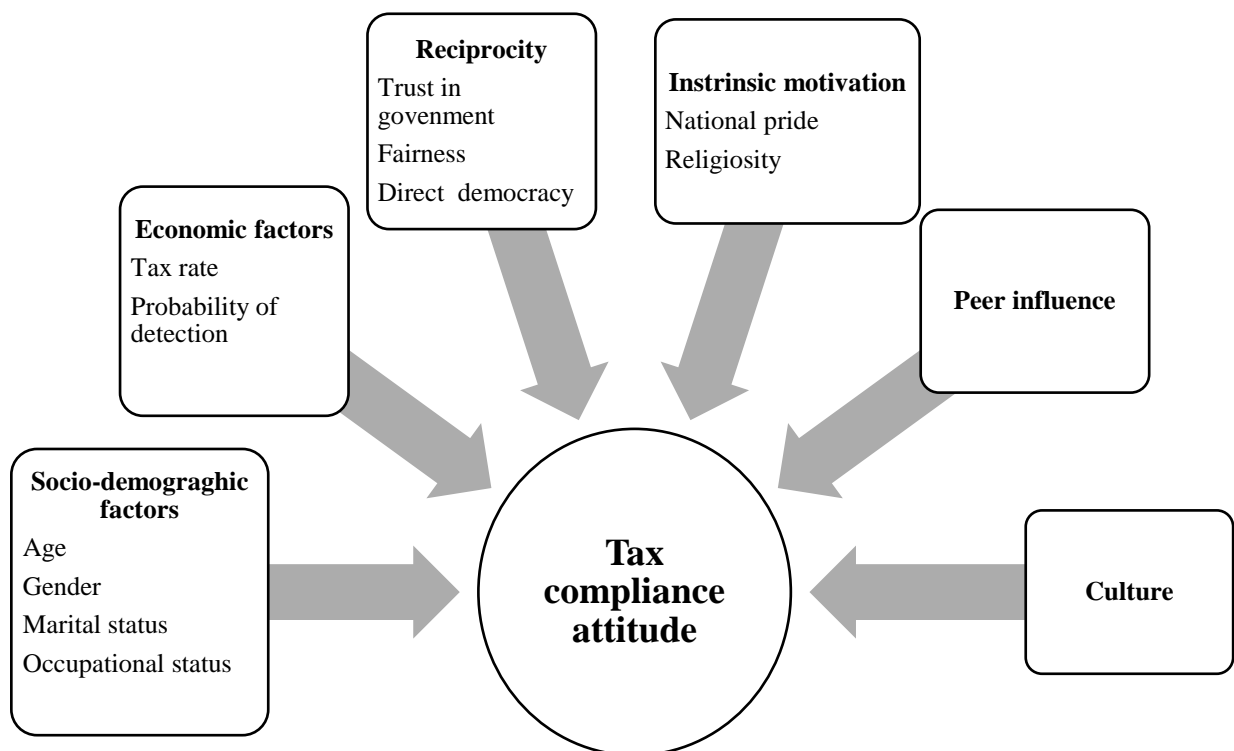 Reciprocity
Trust in
govenment
Fairness
Direct democracy
Instrinsic motivation
National pride
Religiosity
Economic factors
Tax rate
Probability of
detection
Peer influence
Socio-demograghic
factors
Age
Gender
Marital status
Occupational status
Tax
compliance
attitude
Culture